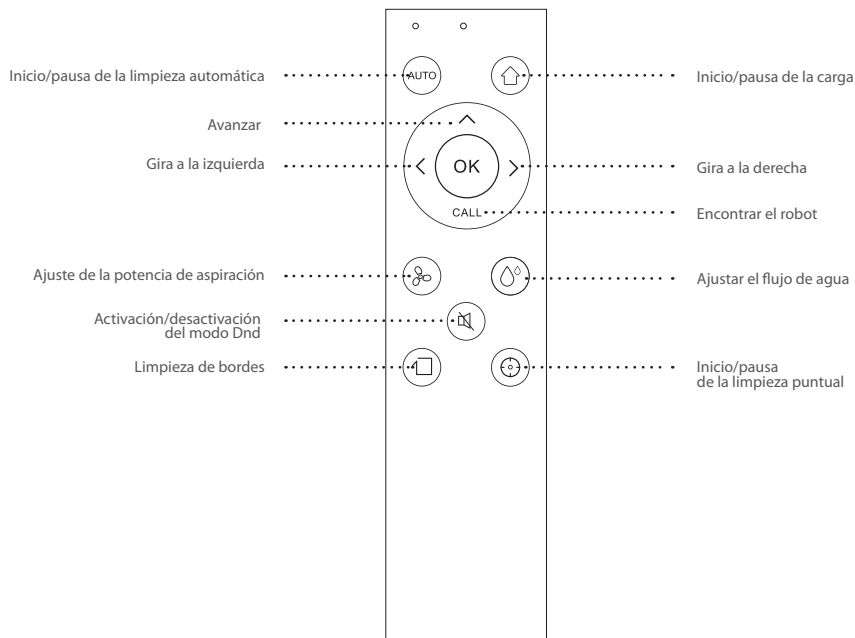 Inicio/pausa de la limpieza automática
AUTO
Inicio/pausa de la carga
Avanzar
Gira a la izquierda
OK
Gira a la derecha
CALL
Encontrar el robot
Ajuste de la potencia de aspiración
Ajustar el flujo de agua
Activación/desactivación
del modo Dnd
Limpieza de bordes
Inicio/pausa
de la limpieza puntual